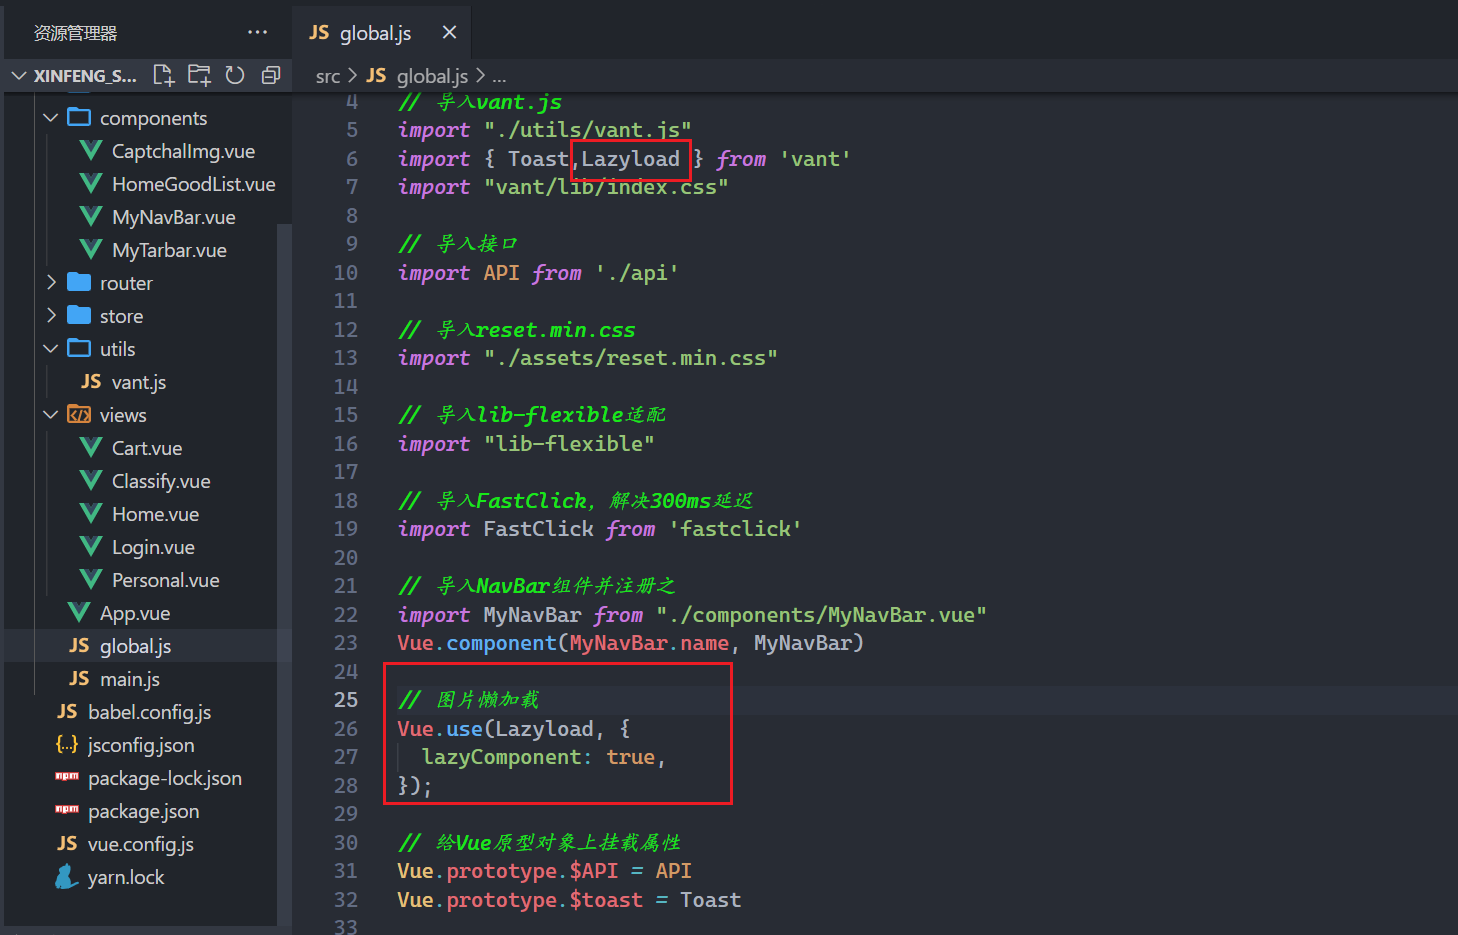 资源管理器 ...
XINFENG_S...
components
CaptchaImg.vue
HomeGoodList.vue
MyNavBar.vue
MyTarbar.vue
router
store
utils
JS vant.js
views
Cart.vue
Classify.vue
Home.vue
Login.vue
Personal.vue
App.vue
JS global.js
JS main.js
JS babel.config.js
{..} jsconfig.json
npm package-lock.json
npm package.json
JS vue.config.js
yarn.lock
JS global.js ×
src > JS global.js > ...
4 // 导入vant.js
5 import "./utils/vant.js"
6 import { Toast,Lazyload } from 'vant'
7 import "vant/lib/index.css"
8
9 // 导入接口
10 import API from './api'
11
12 // 导入reset.min.css
13 import "./assets/reset.min.css"
14
15 // 导入lib-flexible适配
16 import "lib-flexible"
17
18 // 导入FastClick, 解决300ms延迟
19 import FastClick from 'fastclick'
20
21 // 导入NavBar组件并注册之
22 import MyNavBar from "./components/MyNavBar.vue"
23 Vue.component(MyNavBar.name, MyNavBar)
24
25 // 图片懒加载
26 Vue.use(Lazyload, {
27 lazyComponent: true,
28 });
29
30 // 给Vue原型对象上挂载属性
31 Vue.prototype.$API = API
32 Vue.prototype.$toast = Toast
33